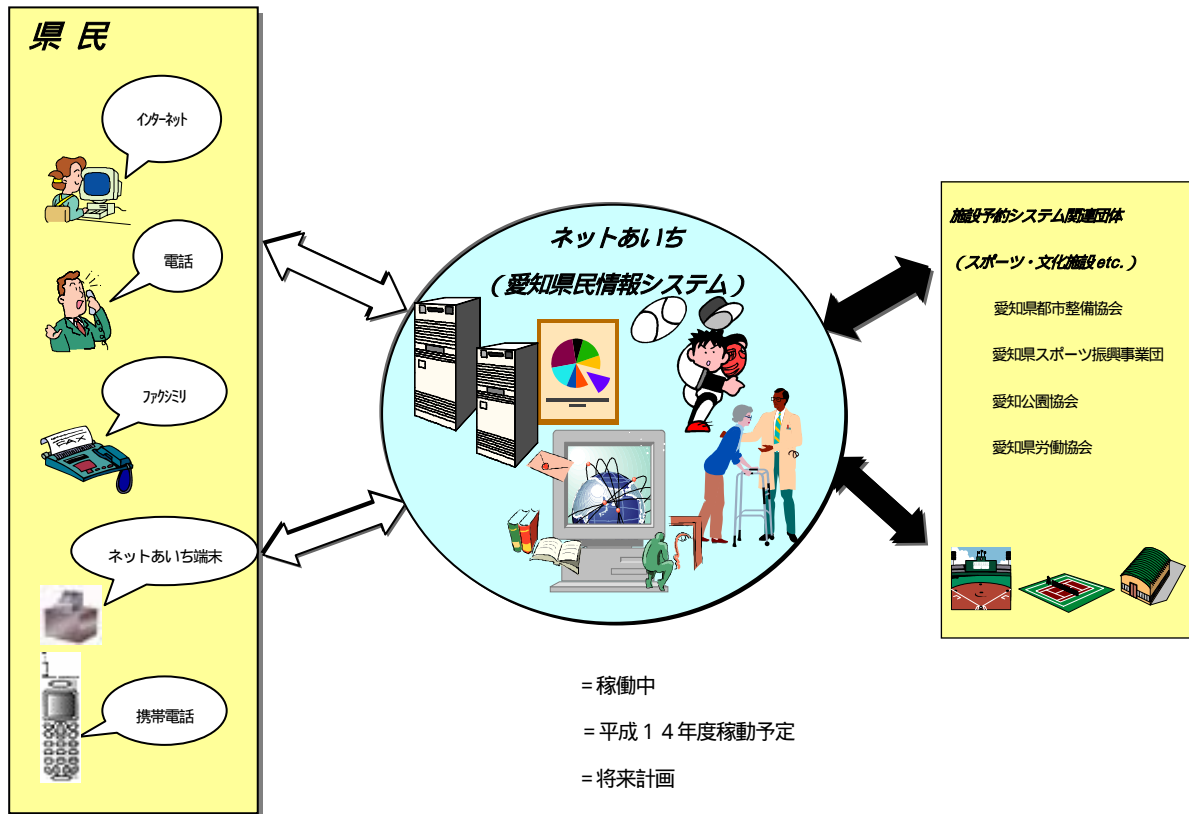 県 民
インターネット
電話
ファクシミリ
FAX
ネットあいち端末
携帯電話
ネットあいち
(愛知県民情報システム)
施設予約システム関連団体
(スポーツ・文化施設etc.)
愛知県都市整備協会
愛知県スポーツ振興事業団
愛知公園協会
愛知県労働協会
=稼働中
=平成14年度稼動予定
=将来計画